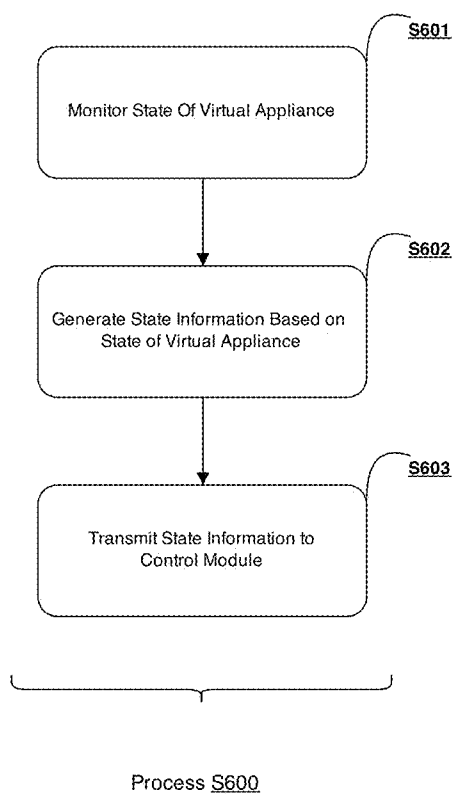 S601
Monitor State Of Virtual Appliance
S602
Generate State Information Based on
State of Virtual Appliance
S603
Transmit State Information to
Control Module
Process S600